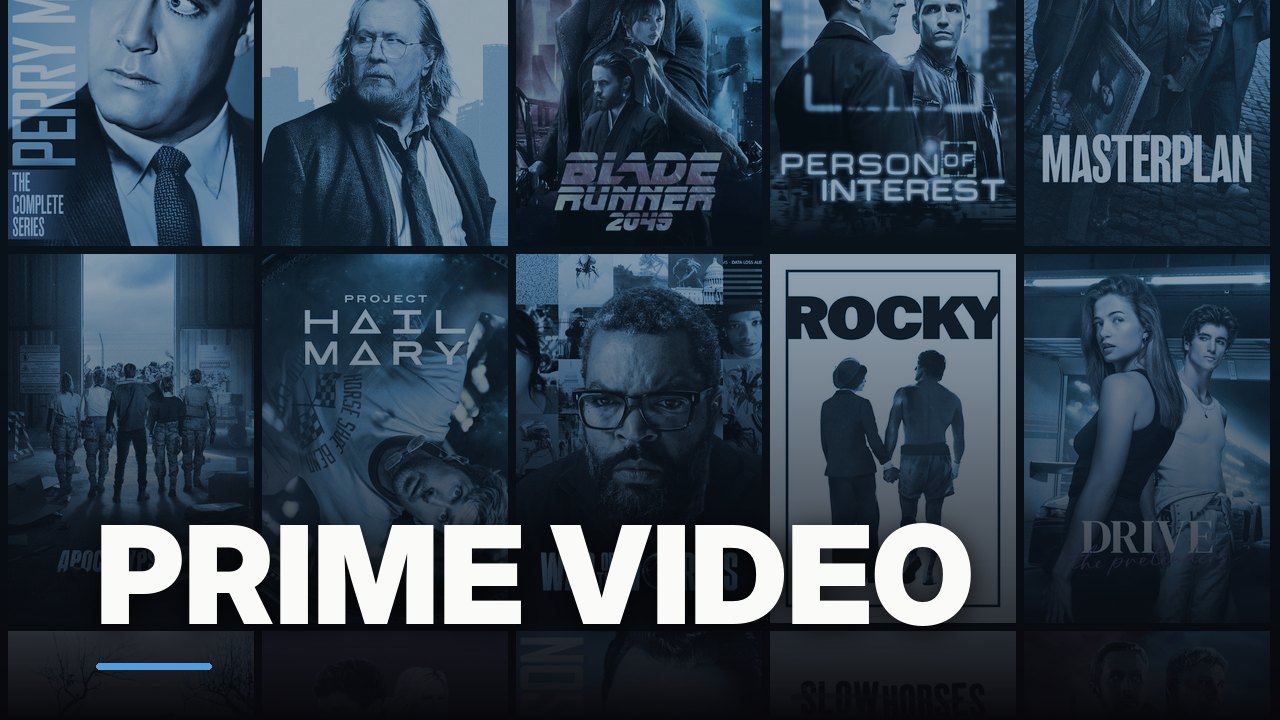 PERRY M
THE
COMPLETE
SERIES
BLADE
RUNNER
2049
PERSON OF
INTEREST
MASTERPLAN
PROJECT
HAIL
MARY
ROCKY
DRIVE
PRIME VIDEO
SLOW HORSES